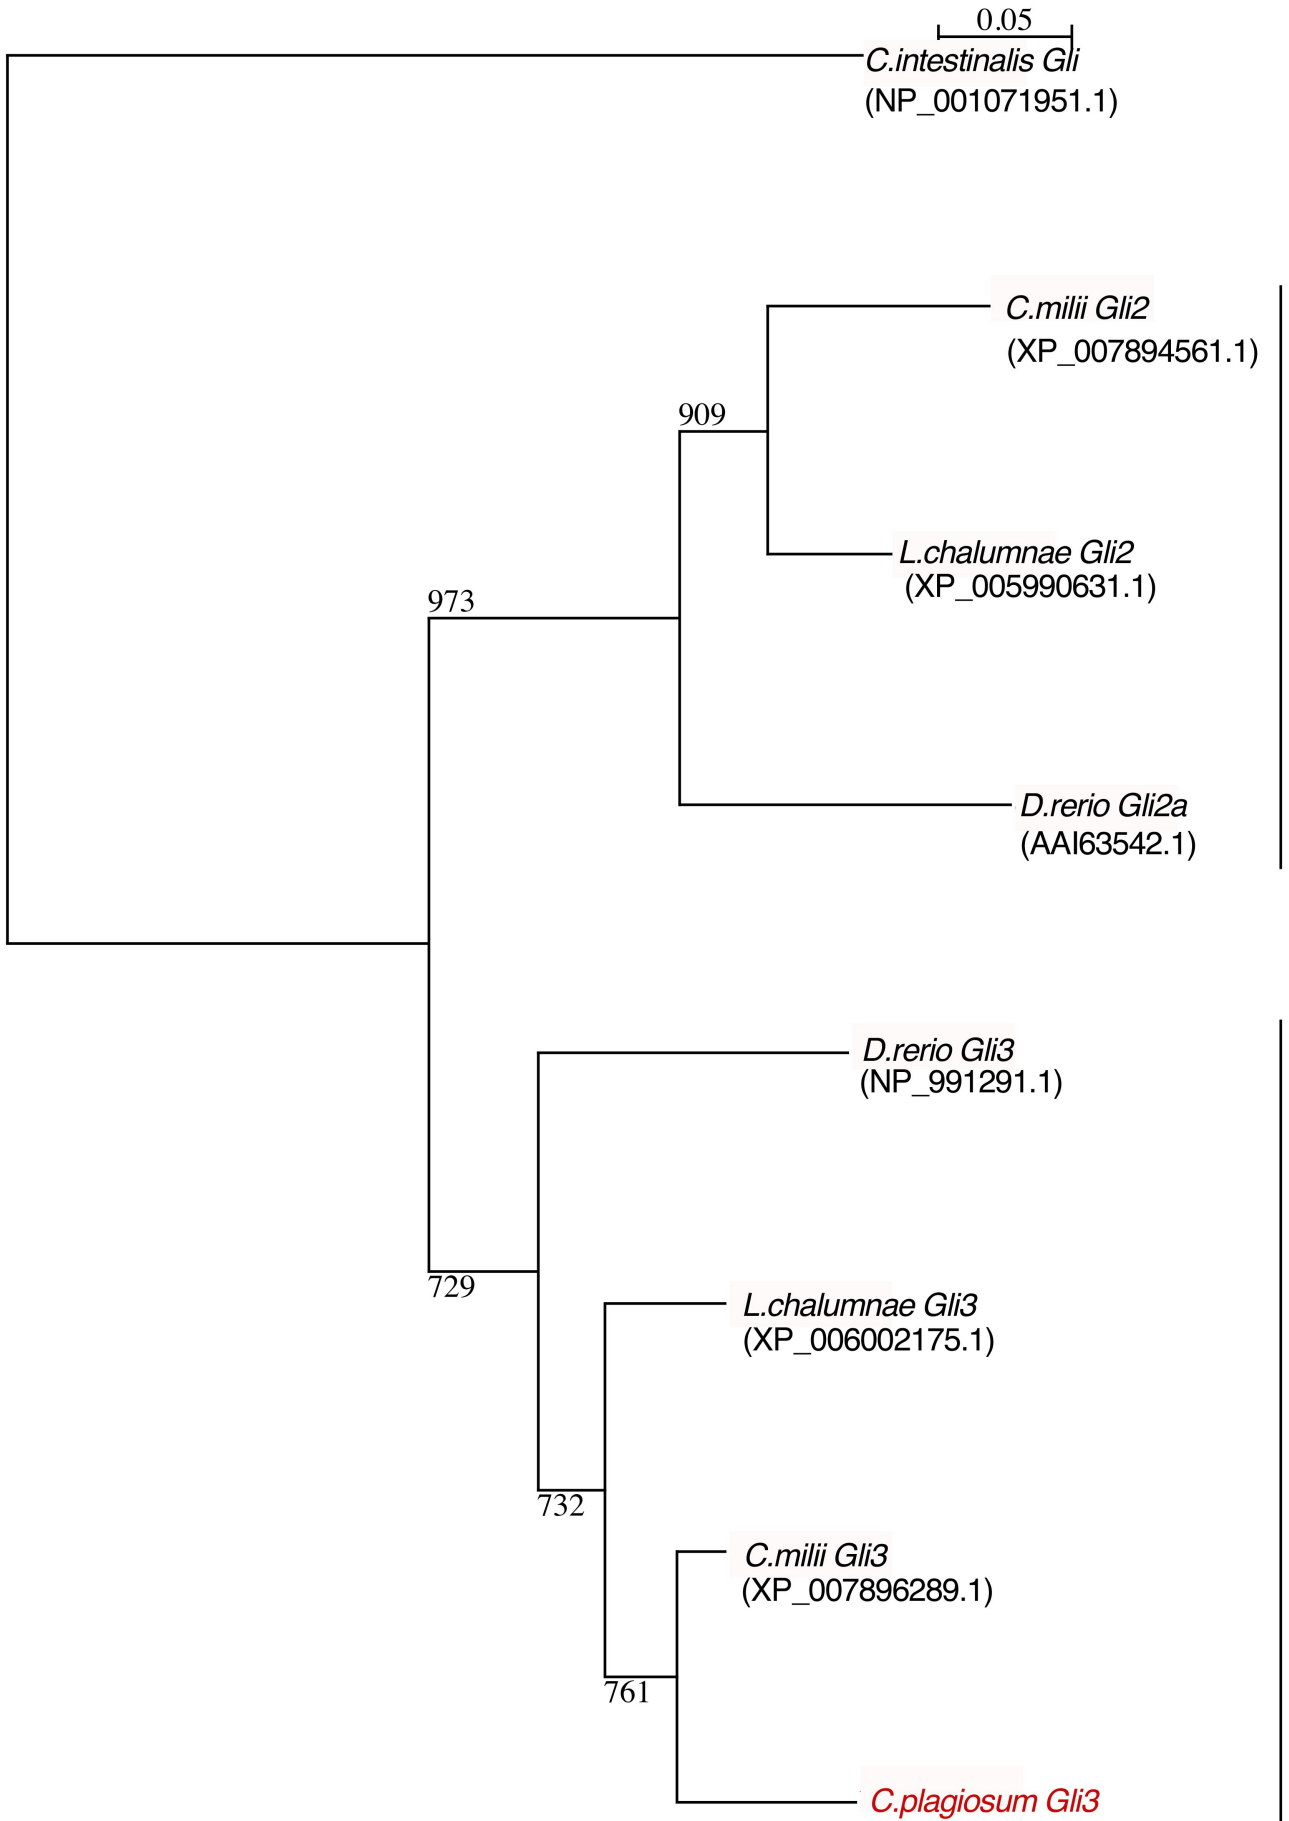 0.05
C.intestinalis Gli
(NP_001071951.1)
C.milii Gli2
(XP_007894561.1)
909
L.chalumnae Gli2
(XP_005990631.1)
973
D.rerio Gli2a
(AAI63542.1)
D.rerio Gli3
(NP_991291.1)
729
L.chalumnae Gli3
(XP_006002175.1)
732
C.milii Gli3
(XP_007896289.1)
761
C.plagiosum Gli3